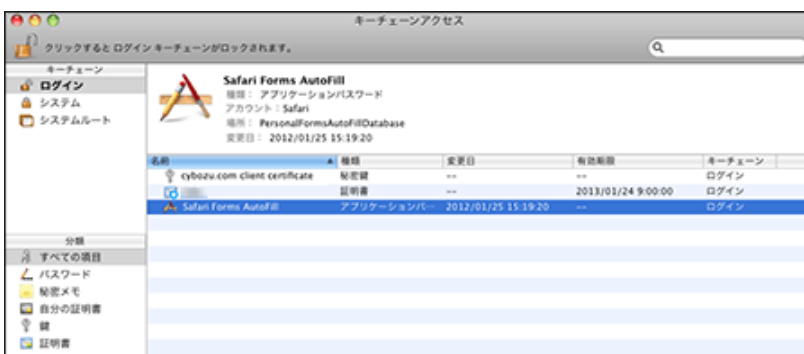 キーチェーンアクセス
クリックすると ログイン キーチェーンがロックされます。
キーチェーン
ログイン
システム
システムルート
Safari Forms AutoFill
種類： アプリケーションパスワード
アカウント： Safari
場所： PersonalFormsAutoFillDatabase
変更日： 2012/01/25 15:19:20
名前 種類 変更日 有効期限 キーチェーン
cybozu.com client certificate 秘密鍵 -- -- ログイン
証明書 -- 2013/01/24 9:00:00 ログイン
Safari Forms AutoFill アプリケーションパ… 2012/01/25 15:19:20 -- ログイン
分類
すべての項目
パスワード
秘密メモ
自分の証明書
鍵
証明書